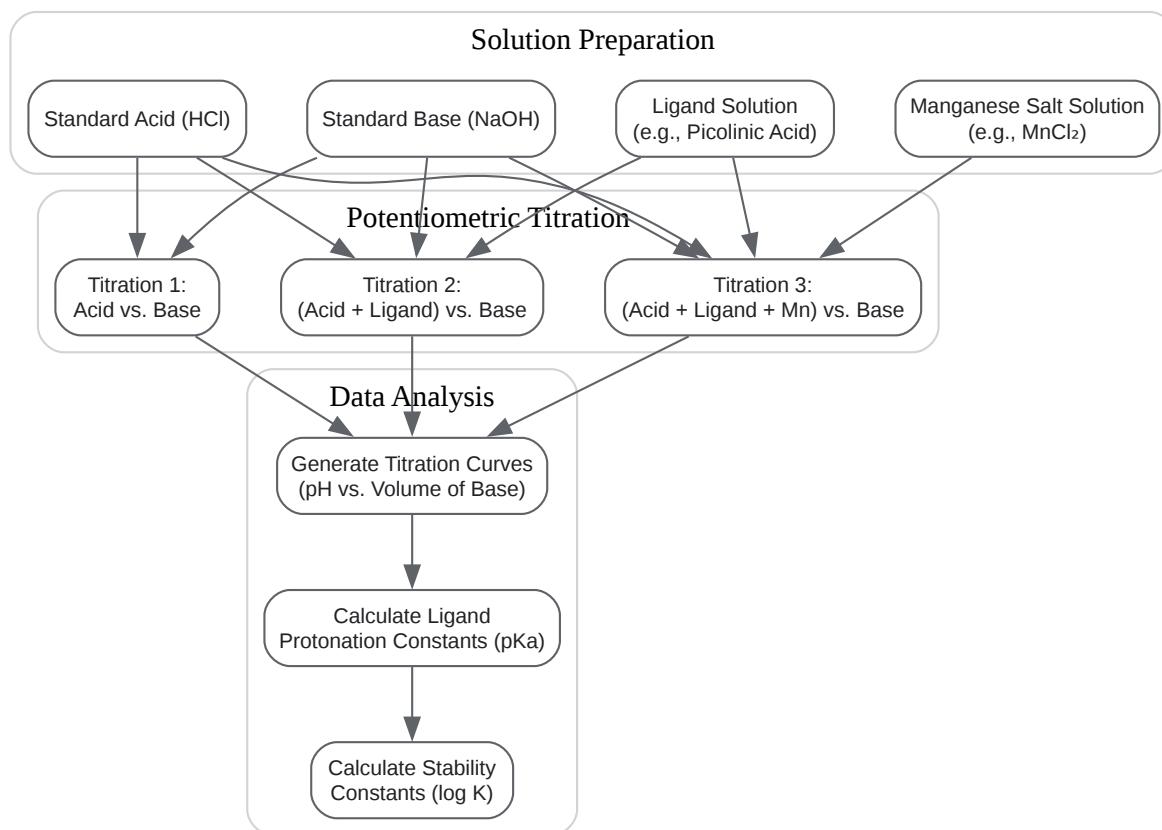 Solution Preparation
Standard Acid (HCl)
Standard Base (NaOH)
Ligand Solution
(e.g., Picolinic Acid)
Manganese Salt Solution
(e.g., MnCl₂)
Potentiometric Titration
Titration 1:
Acid vs. Base
Titration 2:
(Acid + Ligand) vs. Base
Titration 3:
(Acid + Ligand + Mn) vs. Base
Data Analysis
Generate Titration Curves
(pH vs. Volume of Base)
Calculate Ligand
Protonation Constants (pKa)
Calculate Stability
Constants (log K)